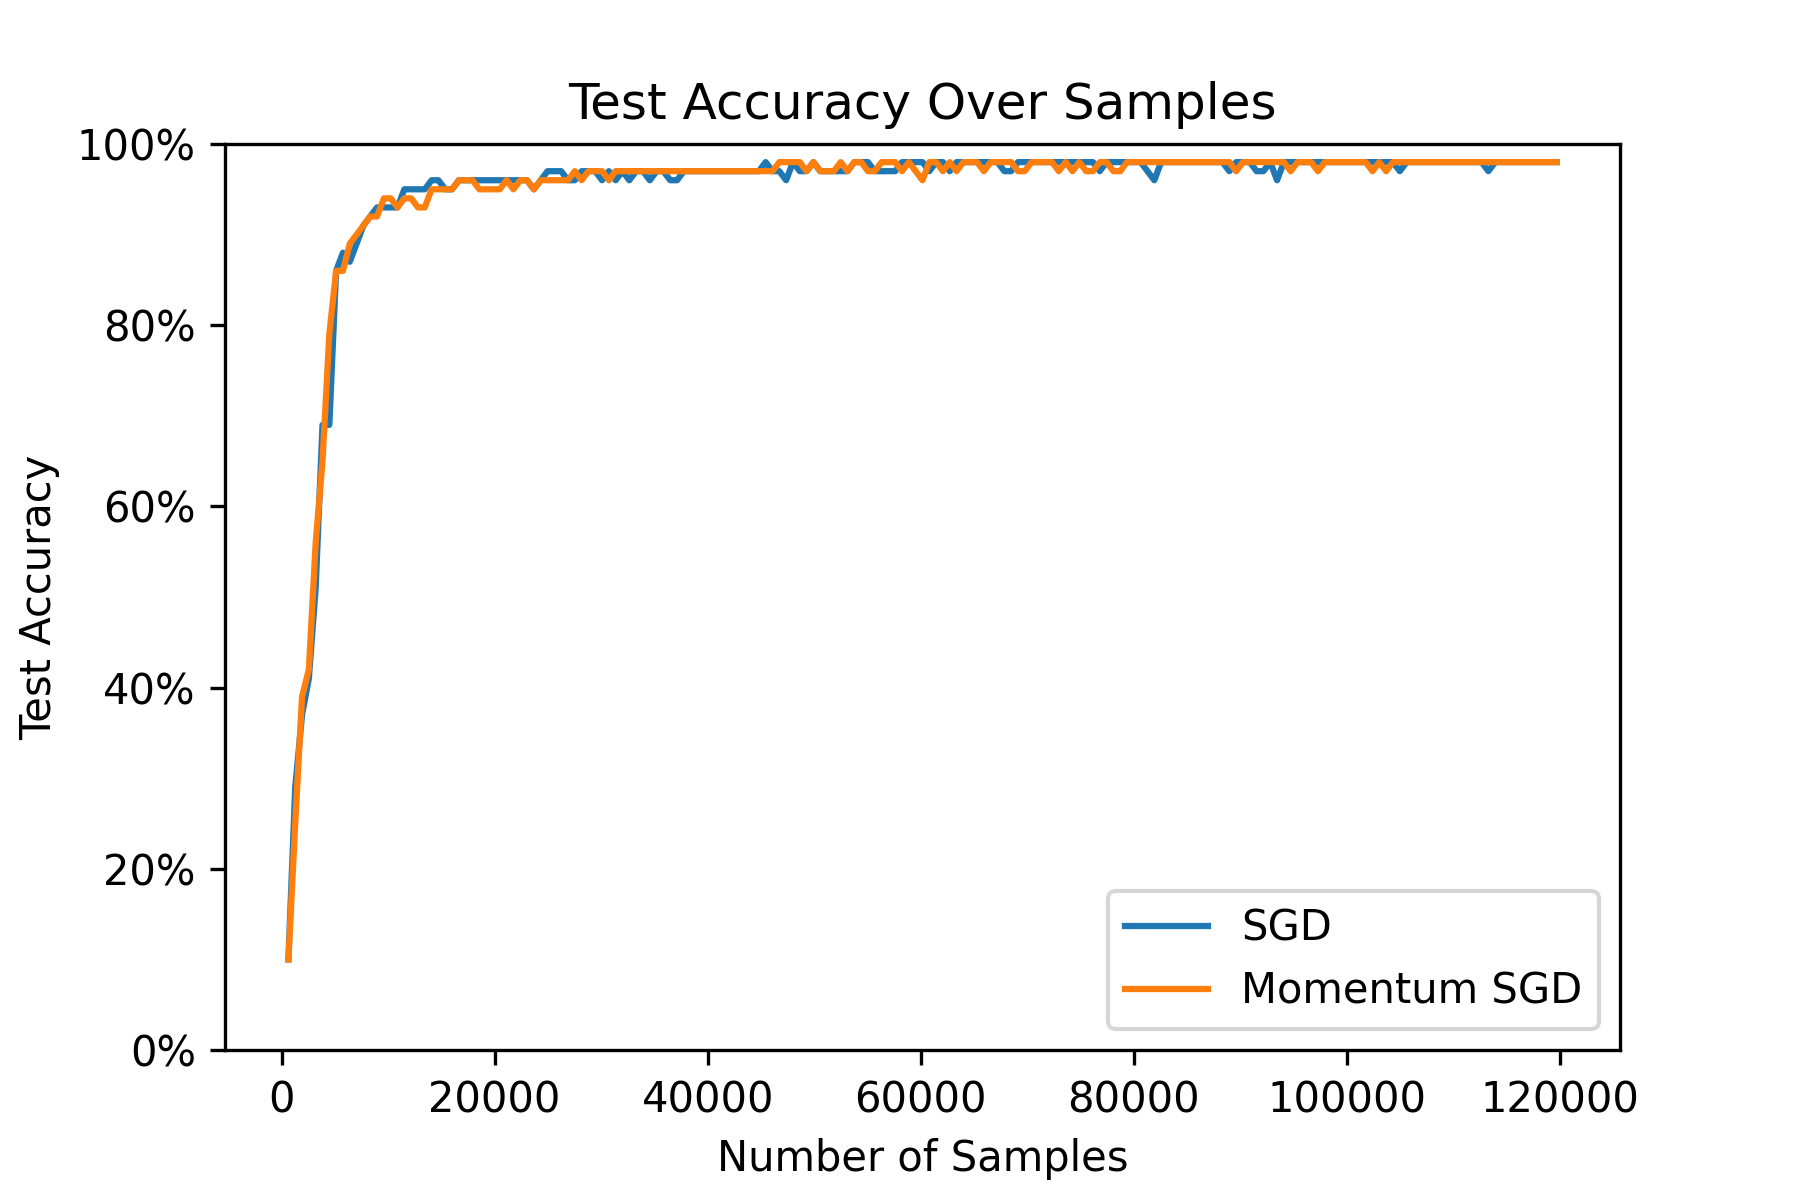 Test Accuracy Over Samples
100%
80%
60%
40%
20%
0%
Test Accuracy
0 20000 40000 60000 80000 100000 120000
Number of Samples
SGD
Momentum SGD